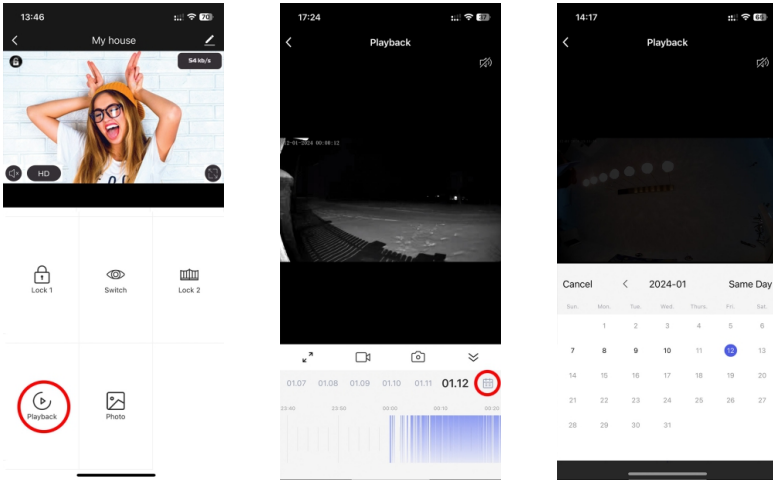 13:46
70
My house
54 kb/s
HD
Lock 1
Switch
Lock 2
Playback
Photo
17:24
37
Playback
12-01-2024 00:00:12
01.07 01.08 01.09 01.10 01.11 01.12
23:40 23:50 00:00 00:10 00:20
14:17
Playback
Cancel < 2024-01 Same Day
Sun. Mon. Tue. Wed. Thurs. Fri. Sat.
1 2 3 4 5 6
7 8 9 10 11 12 13
14 15 16 17 18 19 20
21 22 23 24 25 26 27
28 29 30 31